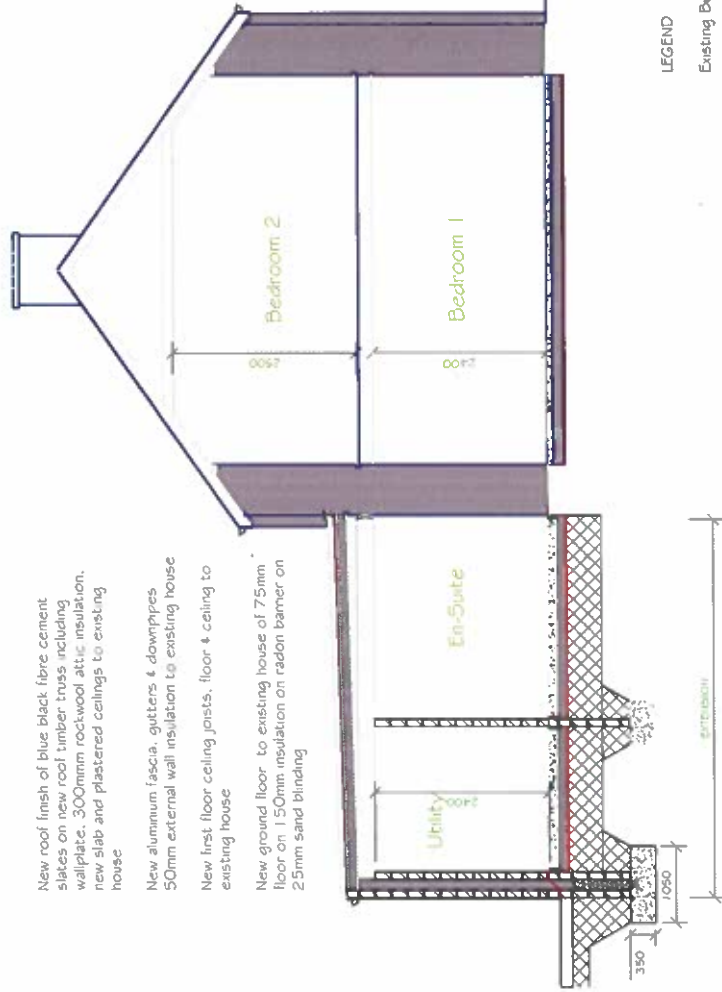 New roof finish of blue black fibre cement
slates on new roof timber truss including
wallplate. 300mmm rockwool attic insulation.
new slab and plastered ceilings to existing
house
New aluminium fascia. gutters & downpipes
50mm external wall insulation to existing house
New first floor ceiling joists, floor & ceiling to
existing house
New ground floor to existing house of 75mm
floor on 150mm insulation on radon barrier on
25mm sand blinding
Bedroom 2
2500
Bedroom 1
2400
En-Suite
Utility
2400
EXTENSION
1050
350
LEGEND
Existing